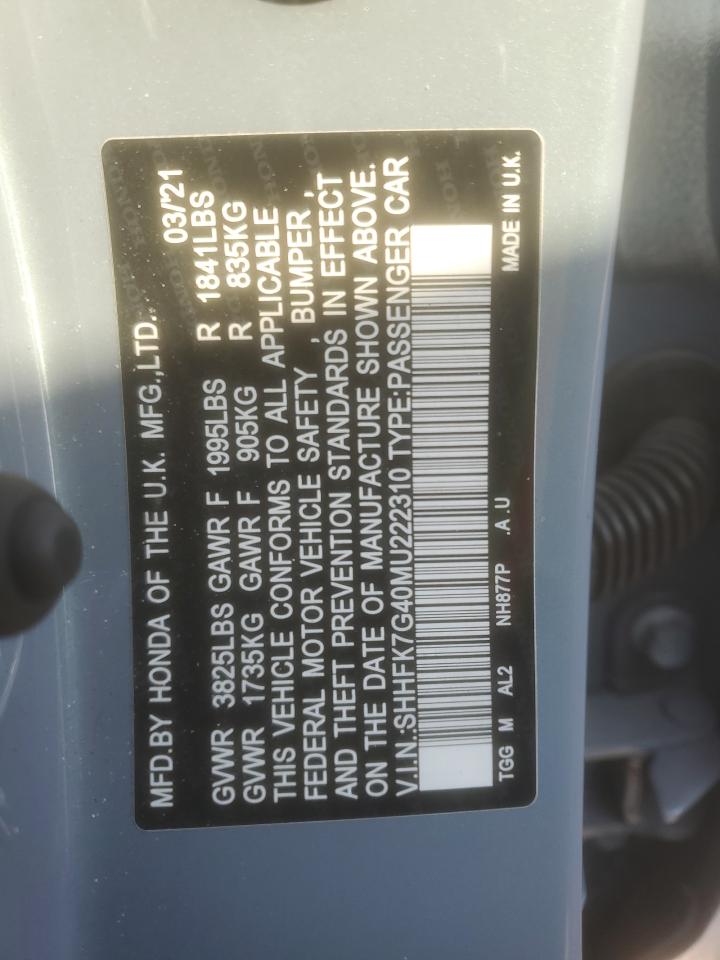 MFD.BY HONDA OF THE U.K. MFG.,LTD. 03/'21
GVWR 3825LBS GAWR F 1995LBS R 1841LBS
GVWR 1735KG GAWR F 905KG R 835KG
THIS VEHICLE CONFORMS TO ALL APPLICABLE
FEDERAL MOTOR VEHICLE SAFETY , BUMPER ,
AND THEFT PREVENTION STANDARDS IN EFFECT
ON THE DATE OF MANUFACTURE SHOWN ABOVE.
V.I.N.:SHHFK7G40MU222310 TYPE:PASSENGER CAR
TGG M AL2 NH877P .A .U MADE IN U.K.
HONDA